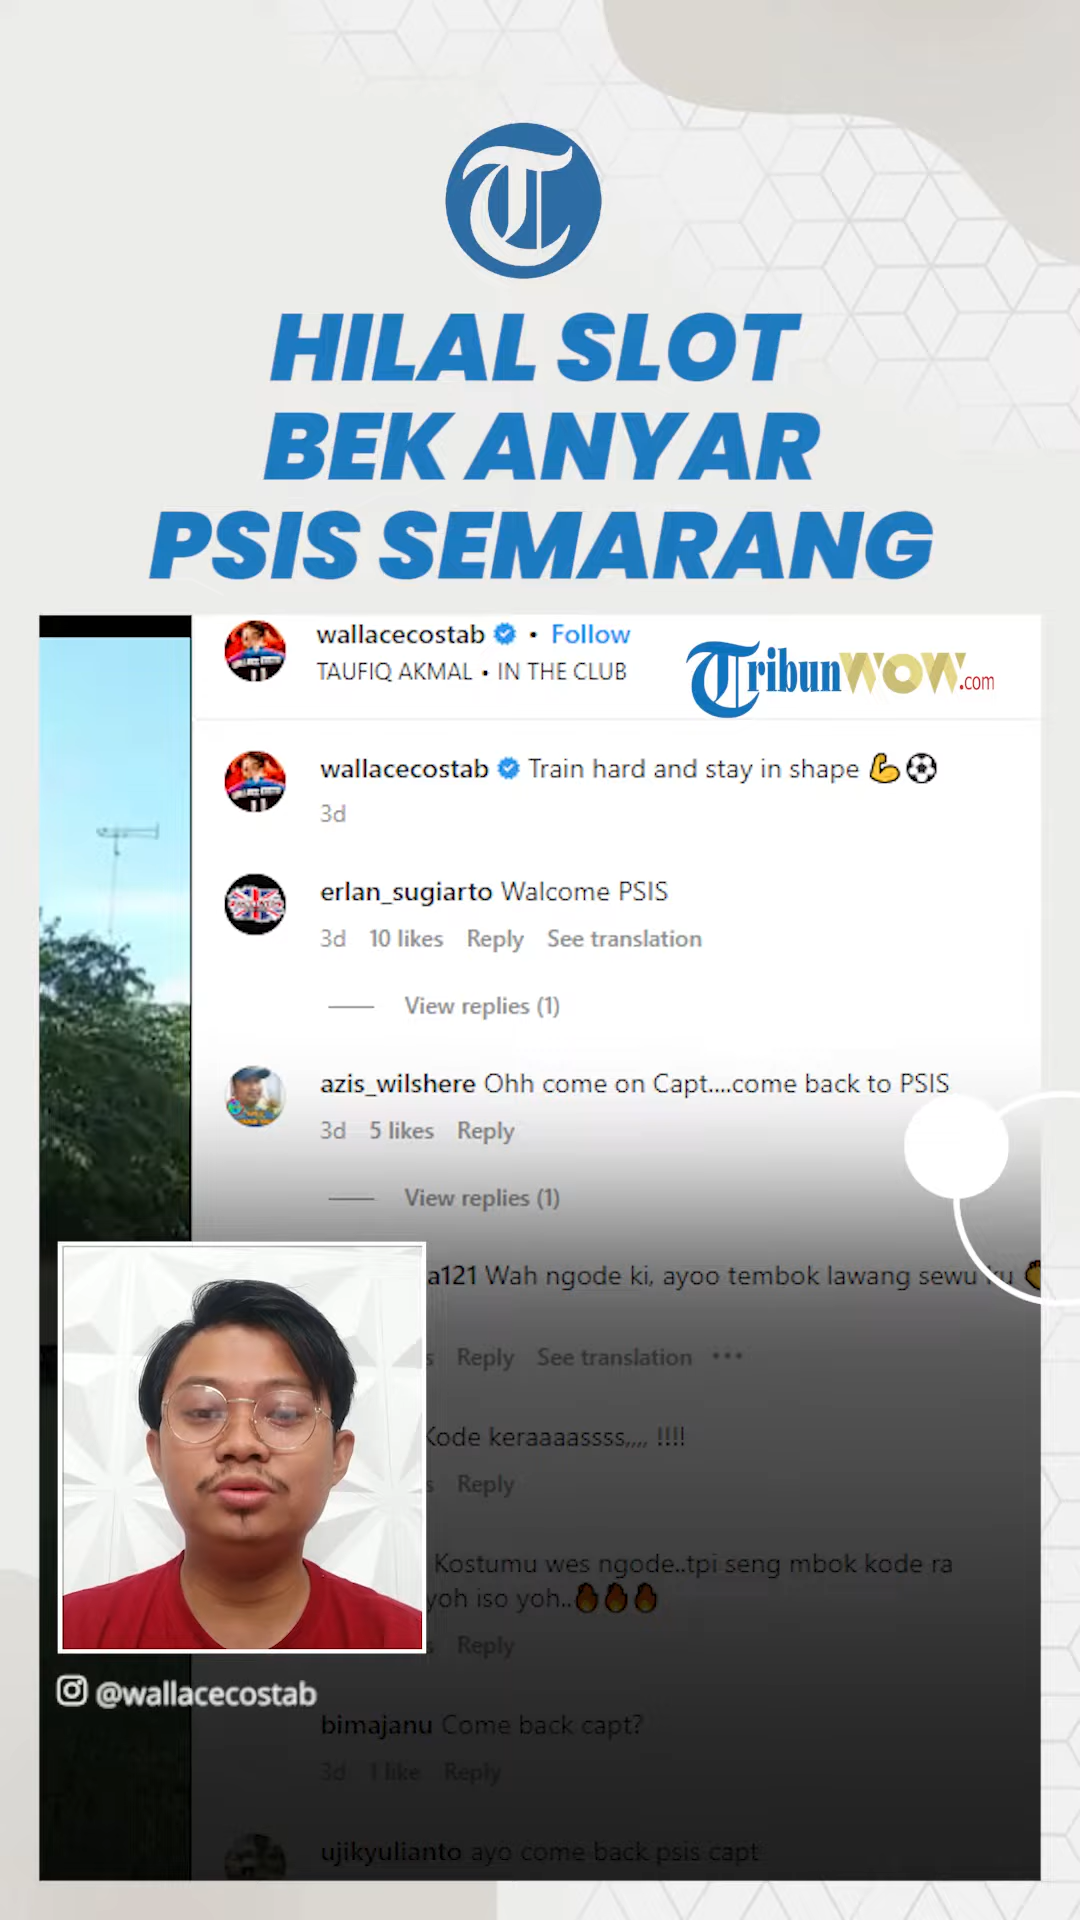 HILAL SLOT
BEK ANYAR
PSIS SEMARANG
wallacecostab • Follow
TAUFIQ AKMAL • IN THE CLUB
TribunWOW.com
wallacecostab Train hard and stay in shape 💪⚽
3d
erlan_sugiarto Walcome PSIS
3d 10 likes Reply See translation
View replies (1)
azis_wilshere Ohh come on Capt....come back to PSIS
3d 5 likes Reply
View replies (1)
a121 Wah ngode ki, ayoo tembok lawang sewu ku
s Reply See translation •••
Kode keraaaassss,,,, !!!!
s Reply
Kostumu wes ngode..tpi seng mbok kode ra
yoh iso yoh..🔥🔥🔥
s Reply
@wallacecostab
bimajanu Come back capt?
3d 1 like Reply
ujikyulianto ayo come back psis capt